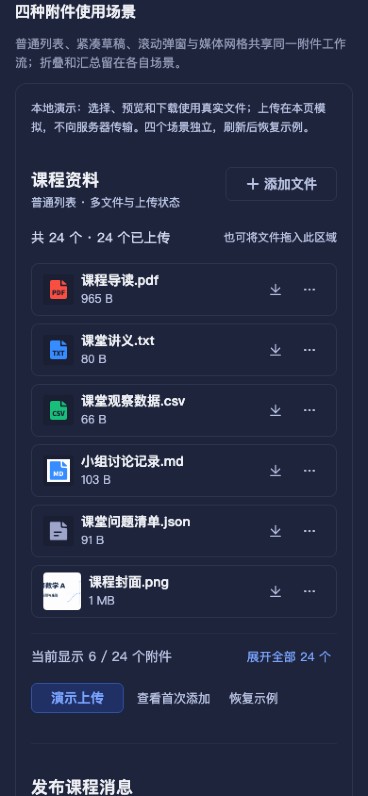 四种附件使用场景
普通列表、紧凑草稿、滚动弹窗与媒体网格共享同一附件工作
流；折叠和汇总留在各自场景。
本地演示：选择、预览和下载使用真实文件；上传在本页模
拟，不向服务器传输。四个场景独立，刷新后恢复示例。
课程资料
＋ 添加文件
普通列表 · 多文件与上传状态
共 24 个 · 24 个已上传
也可将文件拖入此区域
PDF
课程导读.pdf
965 B
TXT
课堂讲义.txt
80 B
CSV
课堂观察数据.csv
66 B
MD
小组讨论记录.md
103 B
课堂问题清单.json
91 B
教学 A
课程封面.png
1 MB
当前显示 6 / 24 个附件
展开全部 24 个
演示上传
查看首次添加
恢复示例
发布课程消息